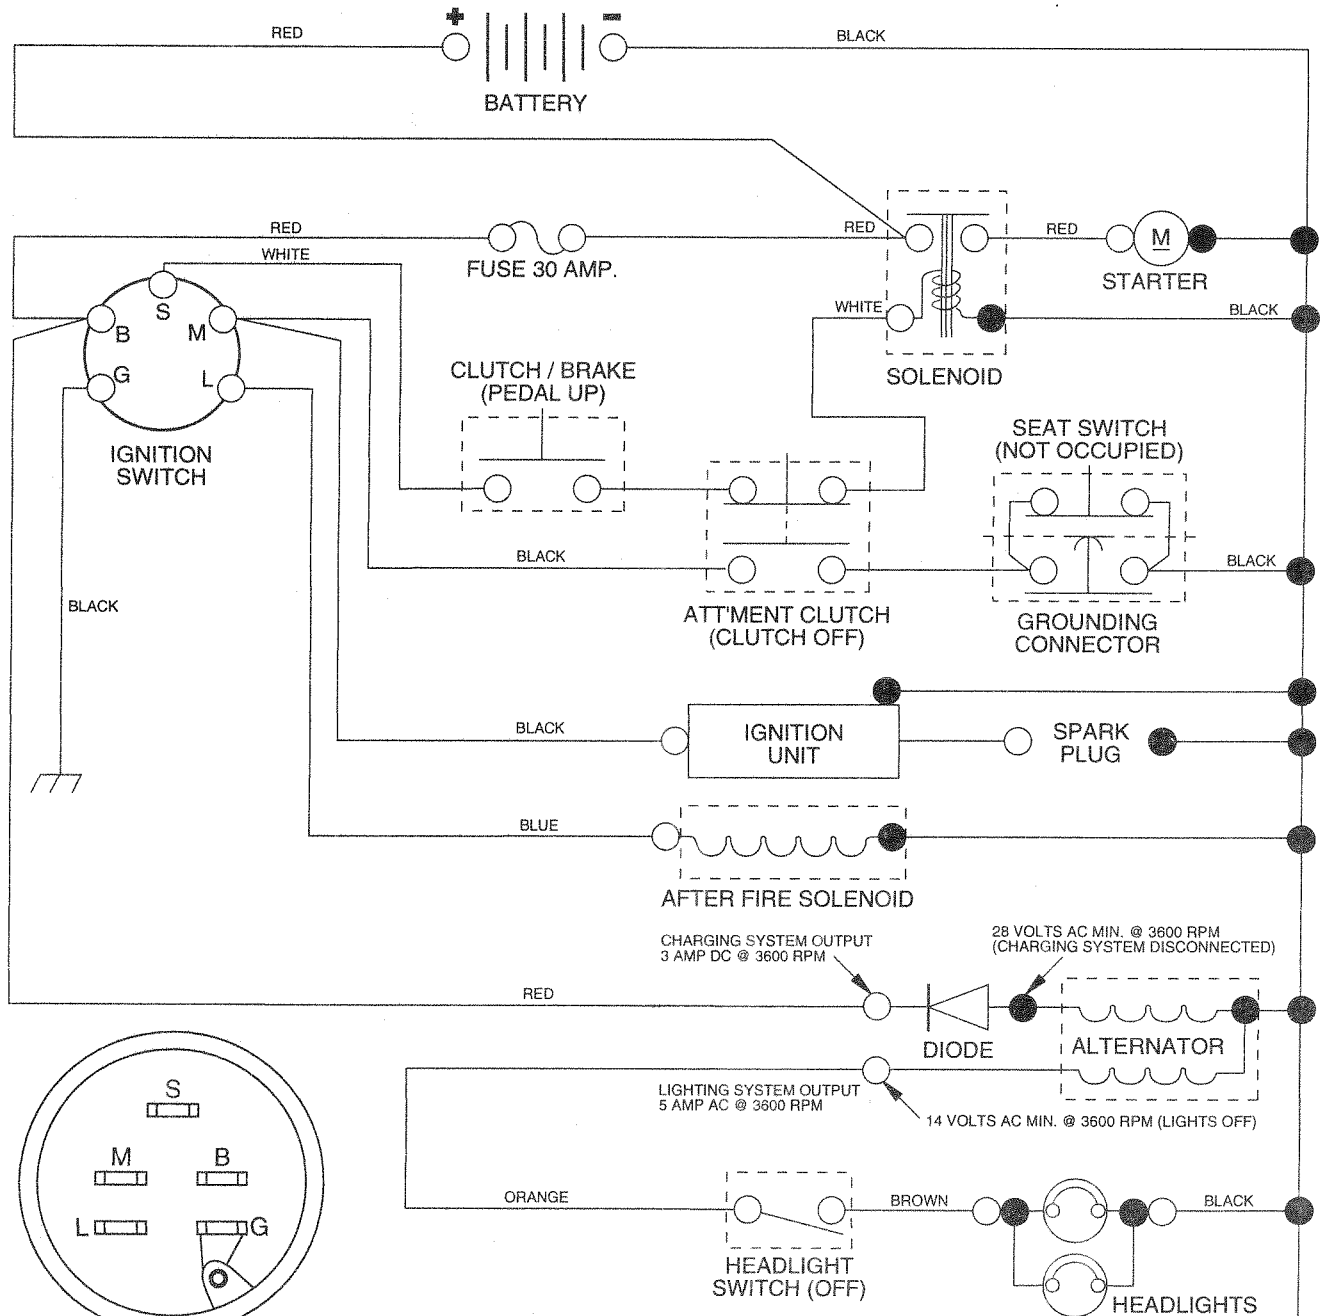 + −
RED
BLACK
BATTERY
RED
WHITE
FUSE 30 AMP.
RED
RED
M
STARTER
S
B
M
G
L
WHITE
BLACK
SOLENOID
IGNITION
SWITCH
CLUTCH / BRAKE
(PEDAL UP)
SEAT SWITCH
(NOT OCCUPIED)
BLACK
BLACK
ATT'MENT CLUTCH
(CLUTCH OFF)
GROUNDING
CONNECTOR
BLACK
BLACK
IGNITION
UNIT
SPARK
PLUG
BLUE
AFTER FIRE SOLENOID
CHARGING SYSTEM OUTPUT
3 AMP DC @ 3600 RPM
28 VOLTS AC MIN. @ 3600 RPM
(CHARGING SYSTEM DISCONNECTED)
RED
DIODE
ALTERNATOR
LIGHTING SYSTEM OUTPUT
5 AMP AC @ 3600 RPM
14 VOLTS AC MIN. @ 3600 RPM (LIGHTS OFF)
S
M
B
L
G
ORANGE
BROWN
BLACK
HEADLIGHT
SWITCH (OFF)
HEADLIGHTS